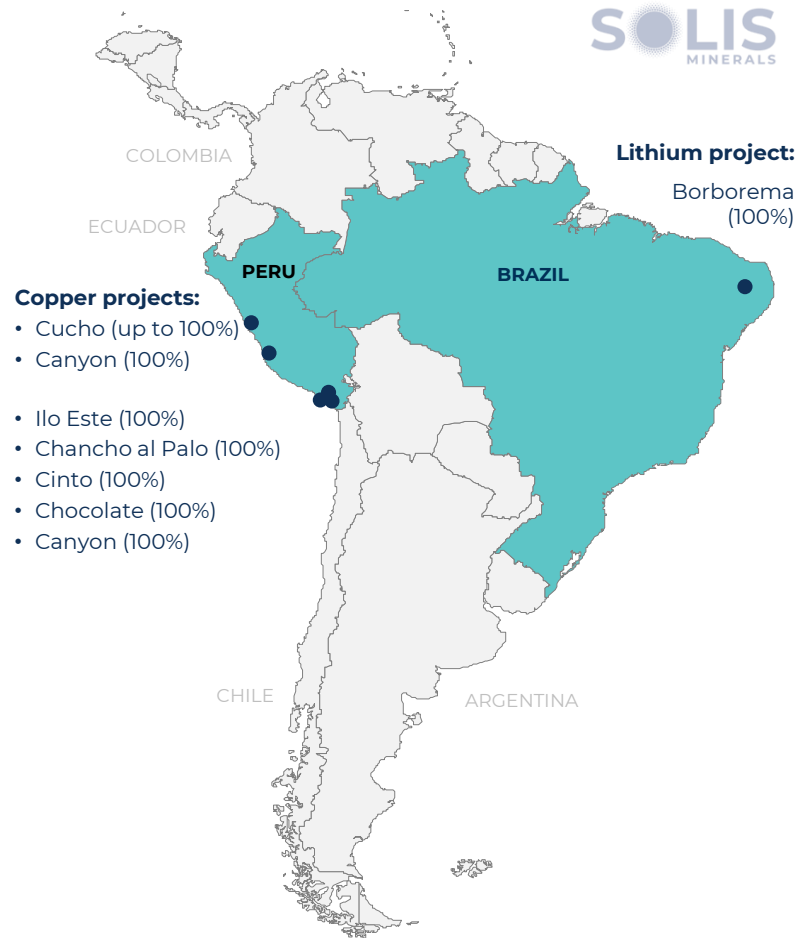 SOLIS
MINERALS
COLOMBIA
ECUADOR
Lithium project:
Borborema
(100%)
PERU
BRAZIL
Copper projects:
• Cucho (up to 100%)
• Canyon (100%)
• Ilo Este (100%)
• Chancho al Palo (100%)
• Cinto (100%)
• Chocolate (100%)
• Canyon (100%)
CHILE
ARGENTINA